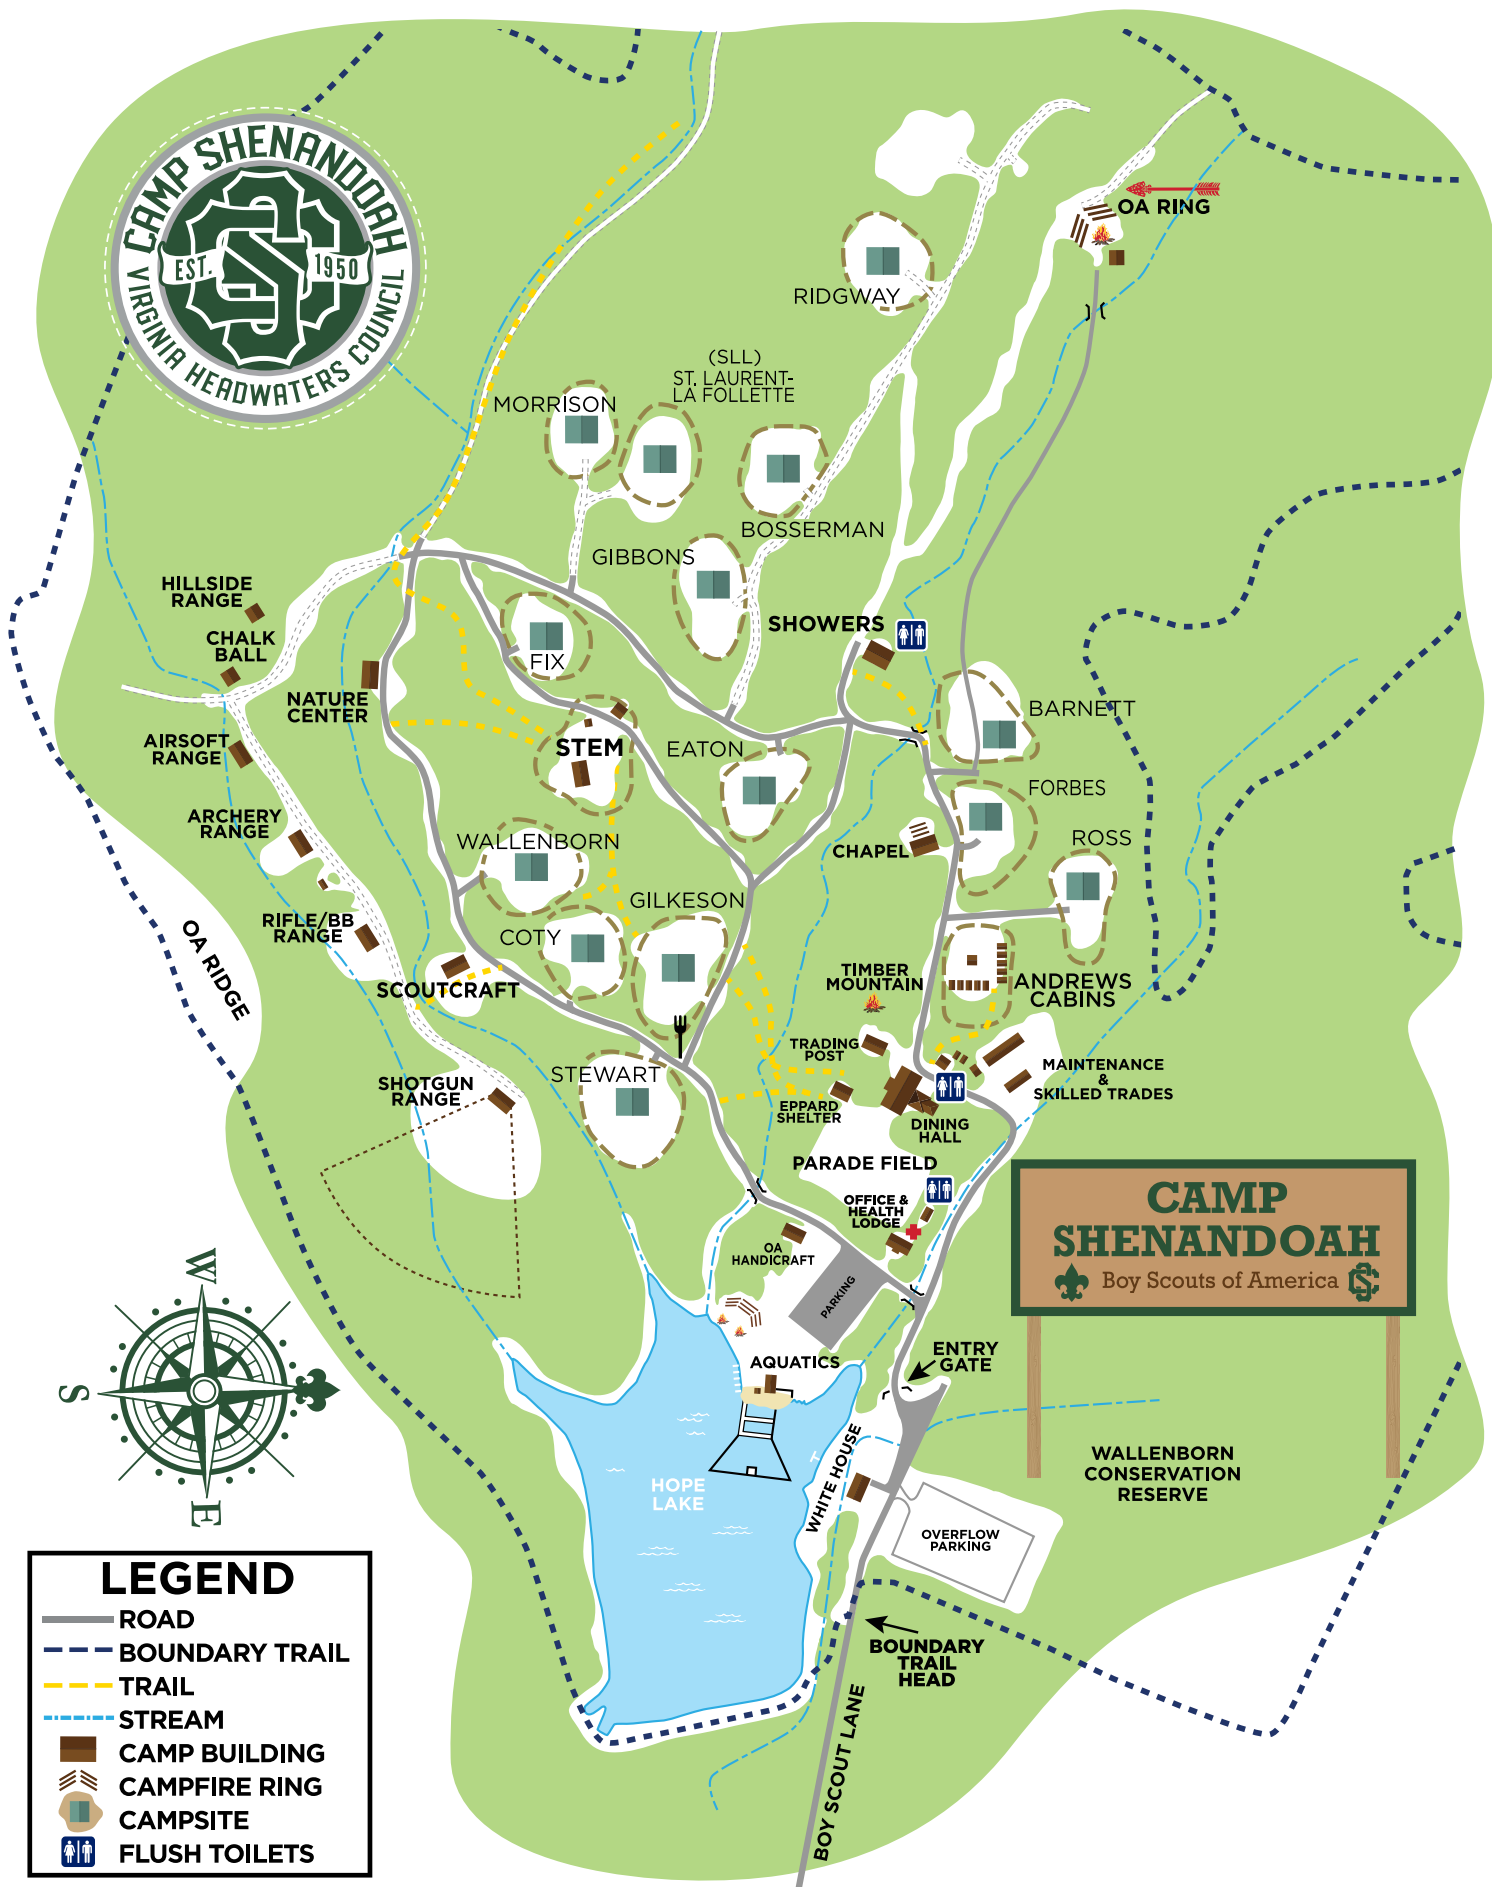 CAMP SHENANDOAH
EST. 1950
VIRGINIA HEADWATERS COUNCIL
OA RING
RIDGWAY
(SLL)
ST. LAURENT-
LA FOLLETTE
MORRISON
BOSSERMAN
GIBBONS
HILLSIDE
RANGE
SHOWERS
CHALK
BALL
FIX
NATURE
CENTER
BARNETT
AIRSOFT
RANGE
STEM
EATON
FORBES
ARCHERY
RANGE
WALLENBORN
CHAPEL
ROSS
GILKESON
RIFLE/BB
RANGE
COTY
OA RIDGE
SCOUTCRAFT
TIMBER
MOUNTAIN
ANDREWS
CABINS
TRADING
POST
STEWART
MAINTENANCE
&
SKILLED TRADES
SHOTGUN
RANGE
EPPARD
SHELTER
DINING
HALL
PARADE FIELD
OFFICE &
HEALTH
LODGE
OA
HANDICRAFT
PARKING
CAMP
SHENANDOAH
Boy Scouts of America
W
S
E
ENTRY
GATE
AQUATICS
WHITE HOUSE
HOPE
LAKE
WALLENBORN
CONSERVATION
RESERVE
OVERFLOW
PARKING
BOUNDARY
TRAIL
HEAD
BOY SCOUT LANE
LEGEND
ROAD
BOUNDARY TRAIL
TRAIL
STREAM
CAMP BUILDING
CAMPFIRE RING
CAMPSITE
FLUSH TOILETS